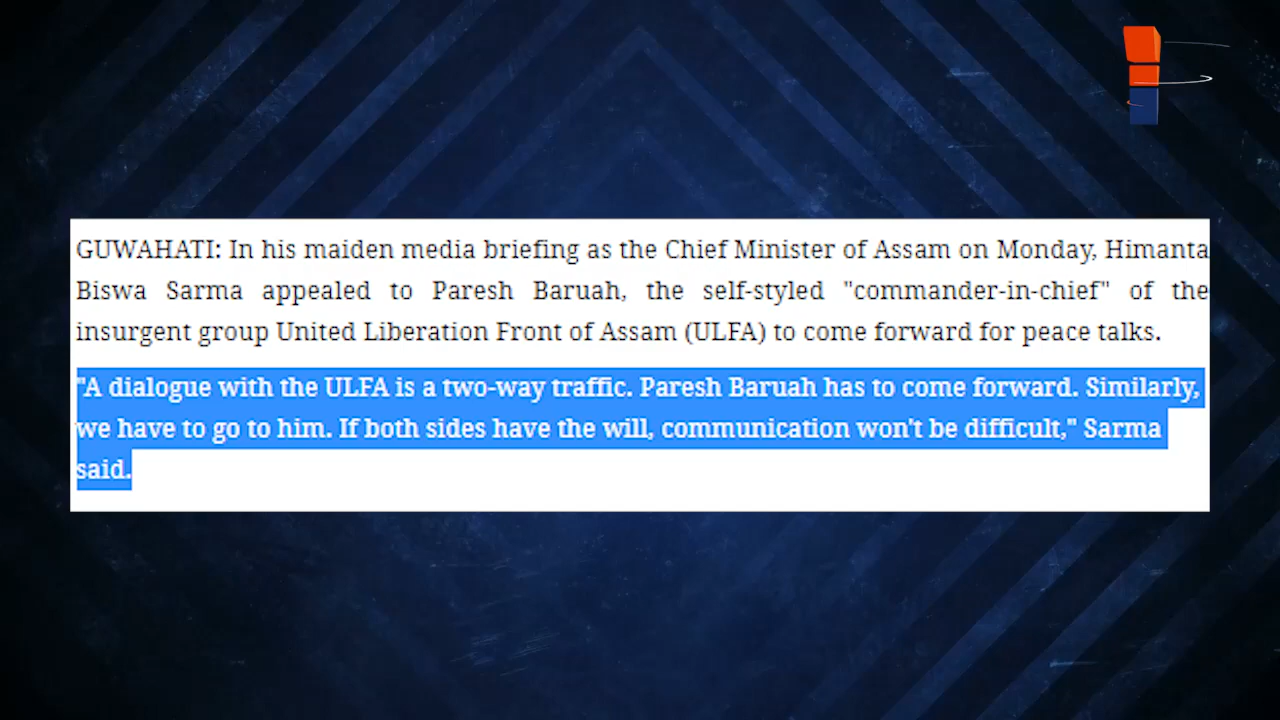 GUWAHATI: In his maiden media briefing as the Chief Minister of Assam on Monday, Himanta
Biswa Sarma appealed to Paresh Baruah, the self-styled "commander-in-chief" of the
insurgent group United Liberation Front of Assam (ULFA) to come forward for peace talks.
"A dialogue with the ULFA is a two-way traffic. Paresh Baruah has to come forward. Similarly,
we have to go to him. If both sides have the will, communication won't be difficult," Sarma
said.